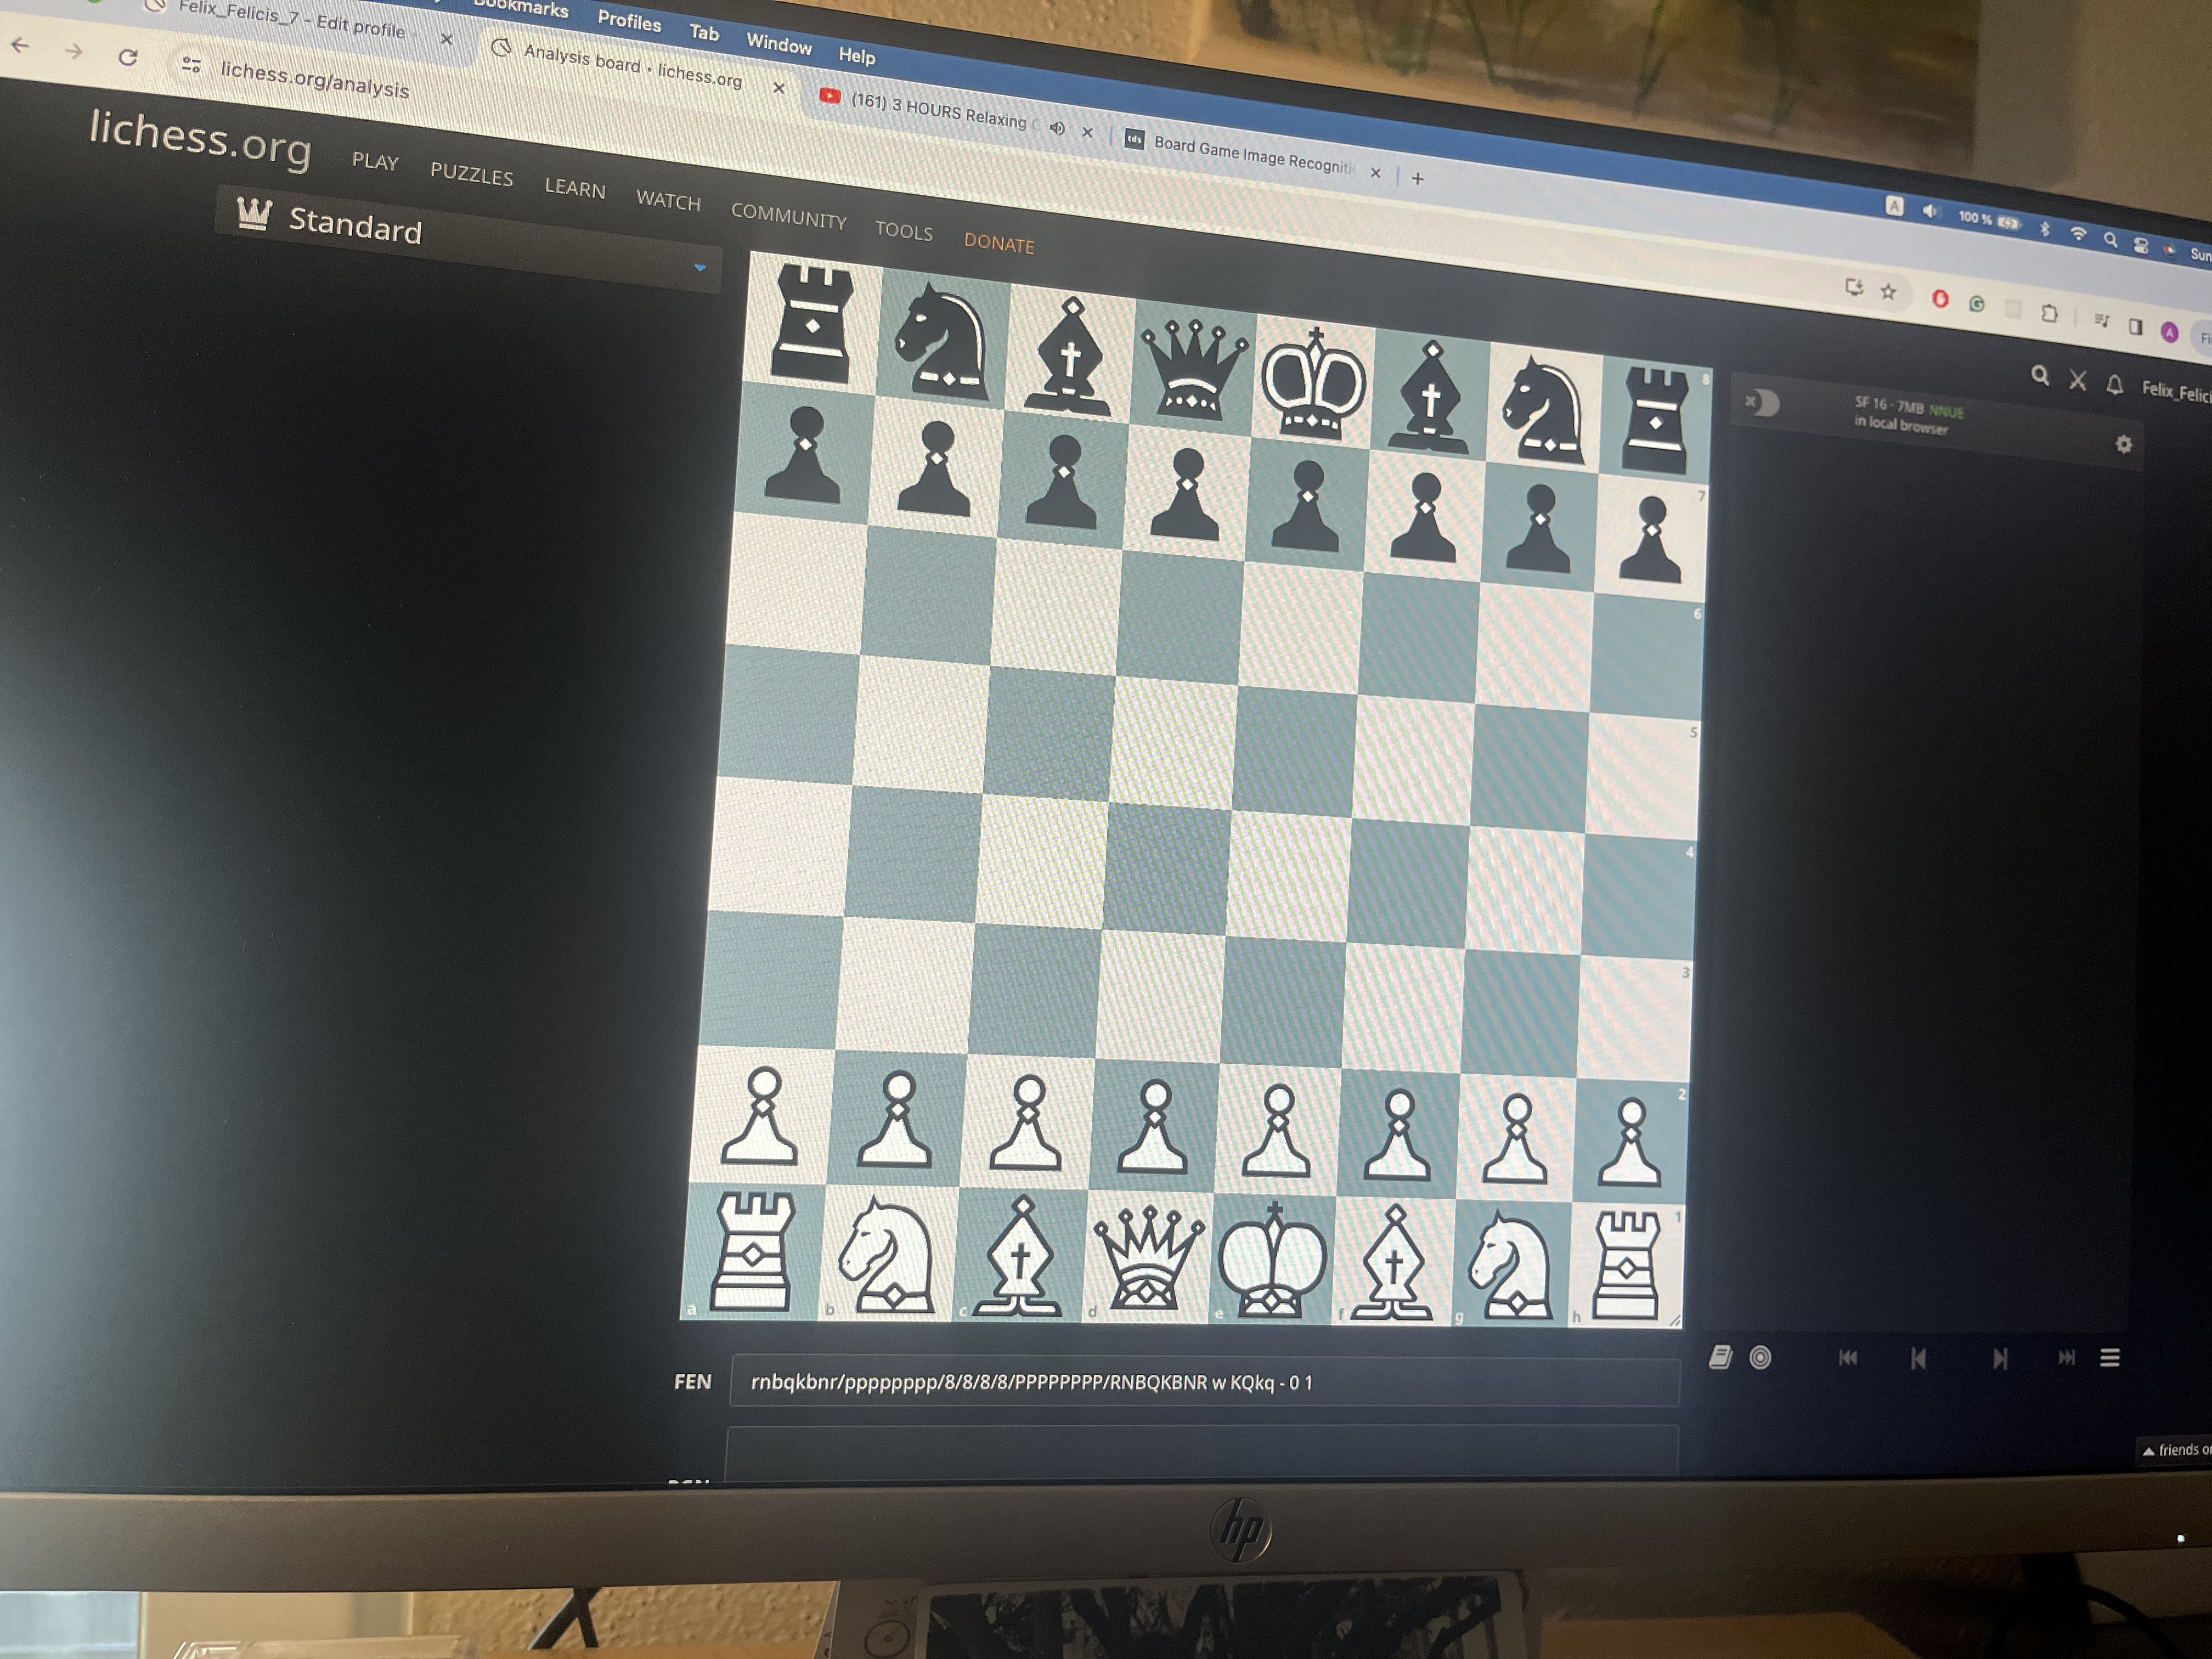 Bookmarks Profiles Tab Window Help
100 % Sun
Felix_Felicis_7 – Edit profile
Analysis board • lichess.org
(161) 3 HOURS Relaxing
Board Game Image Recogniti
lichess.org/analysis
lichess.org
PLAY PUZZLES LEARN WATCH COMMUNITY TOOLS DONATE
Felix_Felici
Standard
SF 16 - 7MB NNUE
in local browser
8
7
6
5
4
3
2
1
a b c d e f g h
FEN
rnbqkbnr/pppppppp/8/8/8/8/PPPPPPPP/RNBQKBNR w KQkq - 0 1
friends o
hp